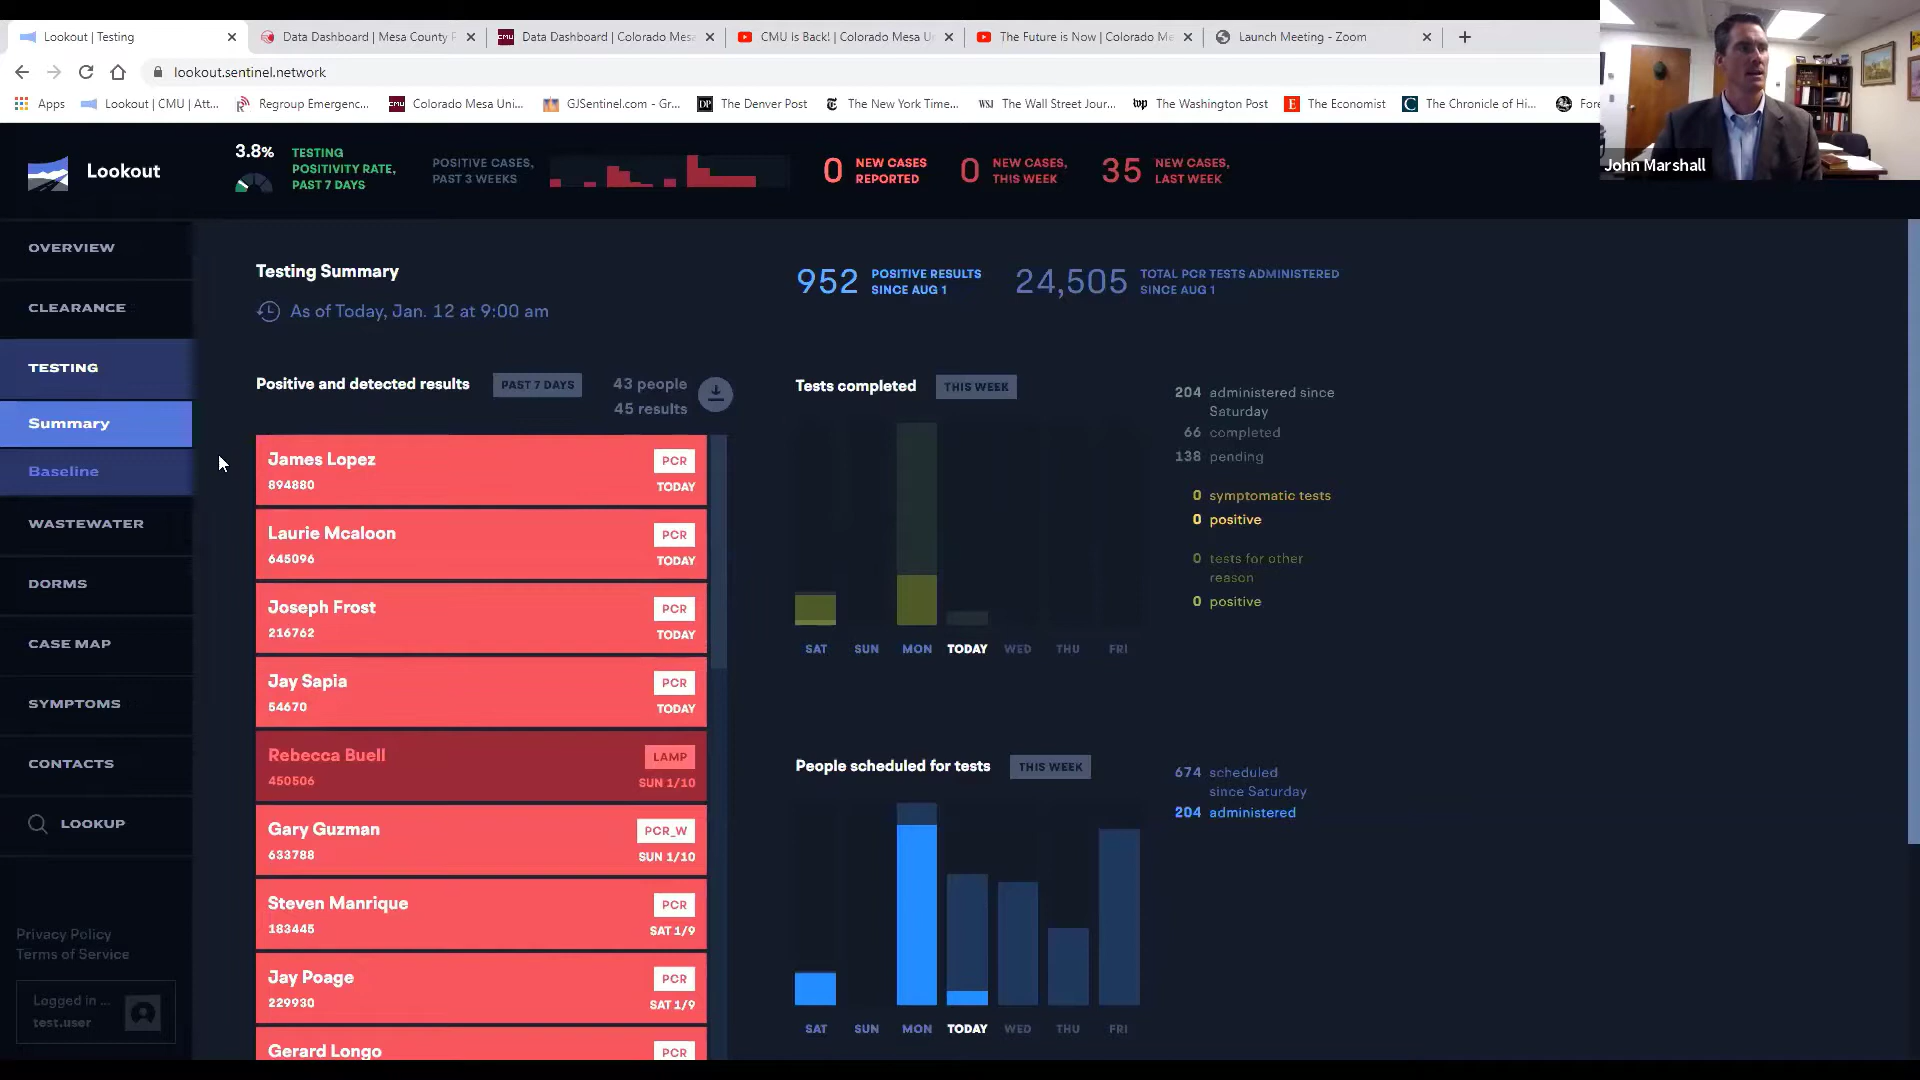 Lookout | Testing
Data Dashboard | Mesa County P
Data Dashboard | Colorado Mesa
CMU is Back! | Colorado Mesa U
The Future is Now | Colorado Me
Launch Meeting - Zoom
lookout.sentinel.network
Apps
Lookout | CMU | Att...
Regroup Emergenc...
CMU
Colorado Mesa Uni...
GJSentinel.com - Gr...
DP
The Denver Post
The New York Time...
WSJ
The Wall Street Jour...
wp
The Washington Post
E
The Economist
C
The Chronicle of Hi...
For
John Marshall
Lookout
3.8%
TESTING
POSITIVITY RATE,
PAST 7 DAYS
POSITIVE CASES,
PAST 3 WEEKS
0
NEW CASES
REPORTED
0
NEW CASES,
THIS WEEK
35
NEW CASES,
LAST WEEK
OVERVIEW
CLEARANCE
TESTING
Summary
Baseline
WASTEWATER
DORMS
CASE MAP
SYMPTOMS
CONTACTS
LOOKUP
Privacy Policy
Terms of Service
Logged in ...
test.user
Testing Summary
As of Today, Jan. 12 at 9:00 am
952
POSITIVE RESULTS
SINCE AUG 1
24,505
TOTAL PCR TESTS ADMINISTERED
SINCE AUG 1
Positive and detected results
PAST 7 DAYS
43 people
45 results
James Lopez
PCR
894880
TODAY
Laurie Mcaloon
PCR
645096
TODAY
Joseph Frost
PCR
216762
TODAY
Jay Sapia
PCR
54670
TODAY
Rebecca Buell
LAMP
450506
SUN 1/10
Gary Guzman
PCR_W
633788
SUN 1/10
Steven Manrique
PCR
183445
SAT 1/9
Jay Poage
PCR
229930
SAT 1/9
Gerard Longo
PCR
Tests completed
THIS WEEK
SAT SUN MON TODAY WED THU FRI
204 administered since
Saturday
66 completed
138 pending
0 symptomatic tests
0 positive
0 tests for other
reason
0 positive
People scheduled for tests
THIS WEEK
SAT SUN MON TODAY WED THU FRI
674 scheduled
since Saturday
204 administered